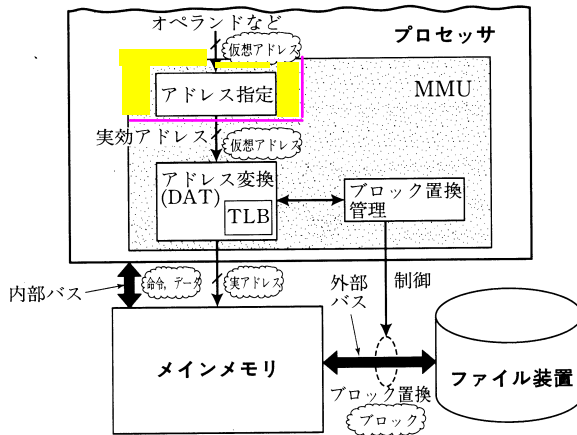 オペランドなど
仮想アドレス
プロセッサ
アドレス指定
MMU
実効アドレス
仮想アドレス
アドレス変換
(DAT)
TLB
ブロック置換
管理
内部バス
命令,データ
実アドレス
外部
バス
制御
メインメモリ
ブロック置換
ブロック
ファイル装置